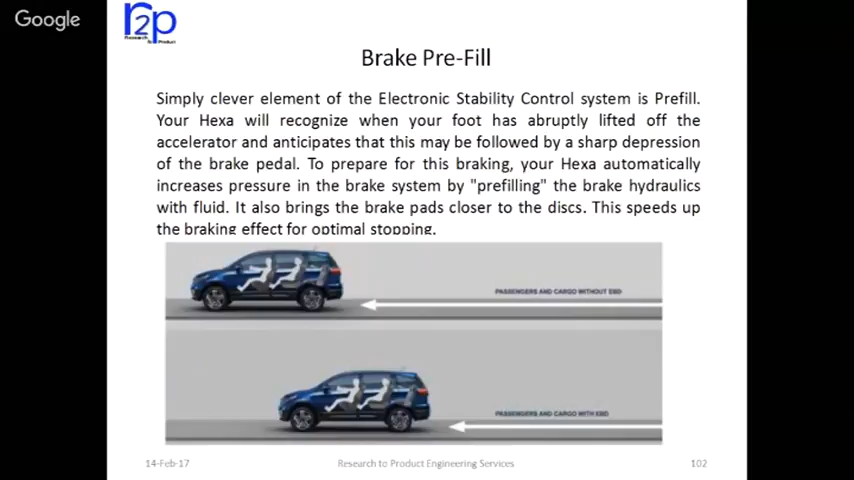 Google
r2p
Research to Product
Brake Pre-Fill
Simply clever element of the Electronic Stability Control system is Prefill.
Your Hexa will recognize when your foot has abruptly lifted off the
accelerator and anticipates that this may be followed by a sharp depression
of the brake pedal. To prepare for this braking, your Hexa automatically
increases pressure in the brake system by "prefilling" the brake hydraulics
with fluid. It also brings the brake pads closer to the discs. This speeds up
the braking effect for optimal stopping.
PASSENGERS AND CARGO WITHOUT EBD
PASSENGERS AND CARGO WITH EBD
14-Feb-17
Research to Product Engineering Services
102